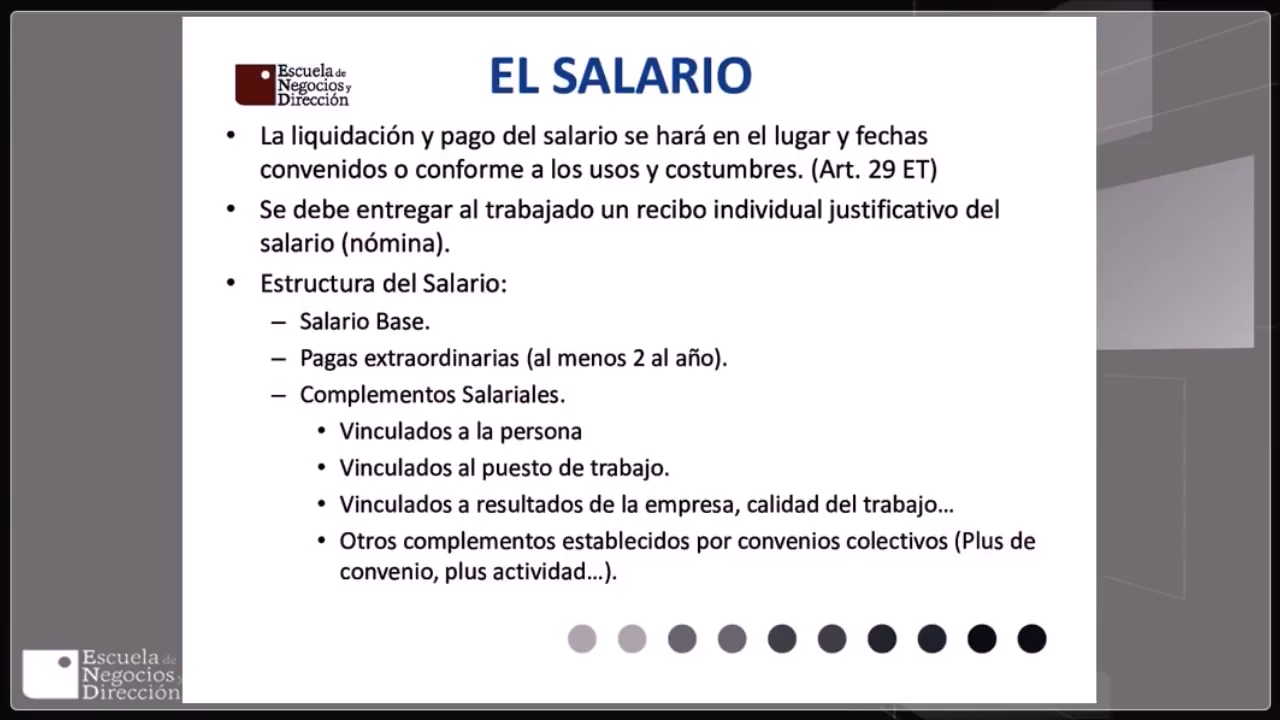 Escuela de
Negocios y
Dirección
EL SALARIO
• La liquidación y pago del salario se hará en el lugar y fechas
convenidos o conforme a los usos y costumbres. (Art. 29 ET)
• Se debe entregar al trabajado un recibo individual justificativo del
salario (nómina).
• Estructura del Salario:
– Salario Base.
– Pagas extraordinarias (al menos 2 al año).
– Complementos Salariales.
• Vinculados a la persona
• Vinculados al puesto de trabajo.
• Vinculados a resultados de la empresa, calidad del trabajo…
• Otros complementos establecidos por convenios colectivos (Plus de
convenio, plus actividad…).
Escuela de
Negocios y
Dirección